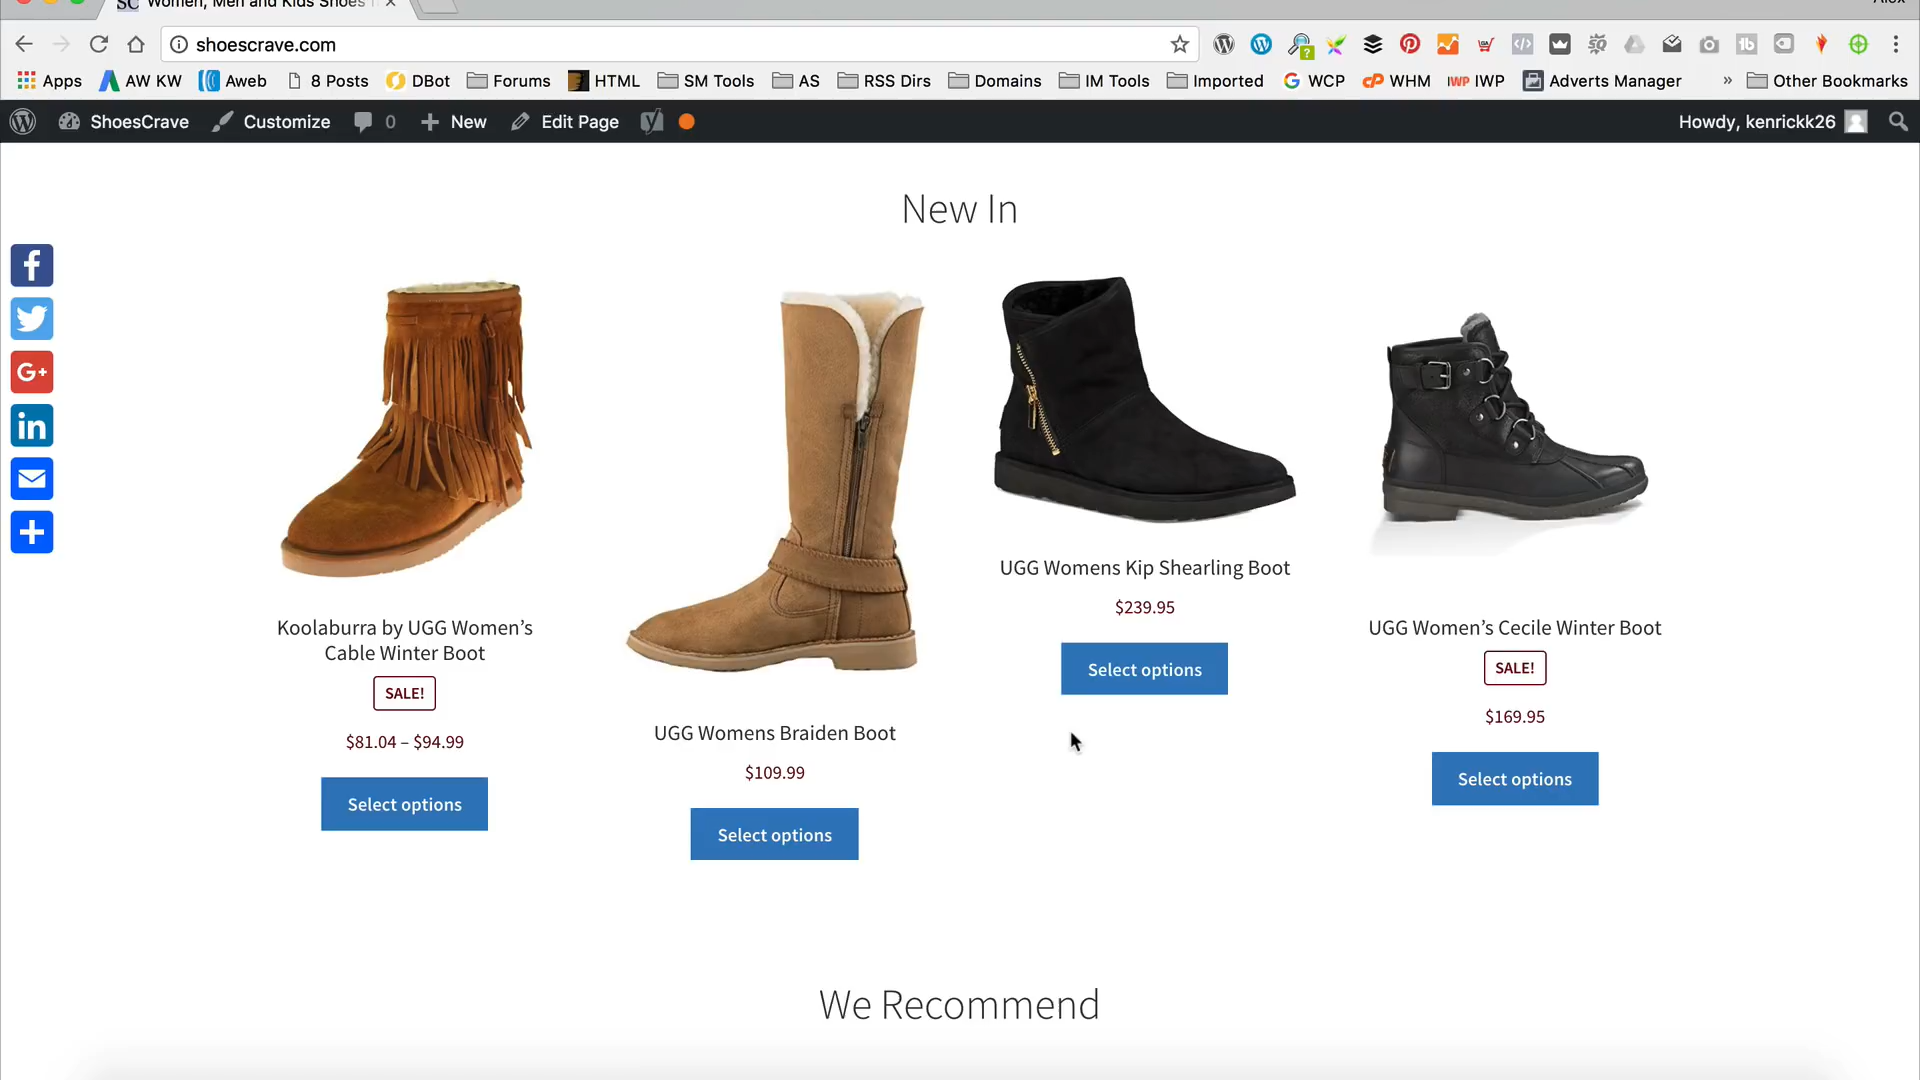 Women, Men and Kids Shoes
Alex
shoescrave.com
Apps AW KW Aweb 8 Posts DBot Forums HTML SM Tools AS RSS Dirs Domains IM Tools Imported WCP WHM IWP IWP Adverts Manager » Other Bookmarks
ShoesCrave Customize 0 New Edit Page Howdy, kenrickk26
New In
Koolaburra by UGG Women’s
Cable Winter Boot
SALE!
$81.04 – $94.99
Select options
UGG Womens Braiden Boot
$109.99
Select options
UGG Womens Kip Shearling Boot
$239.95
Select options
UGG Women’s Cecile Winter Boot
SALE!
$169.95
Select options
We Recommend